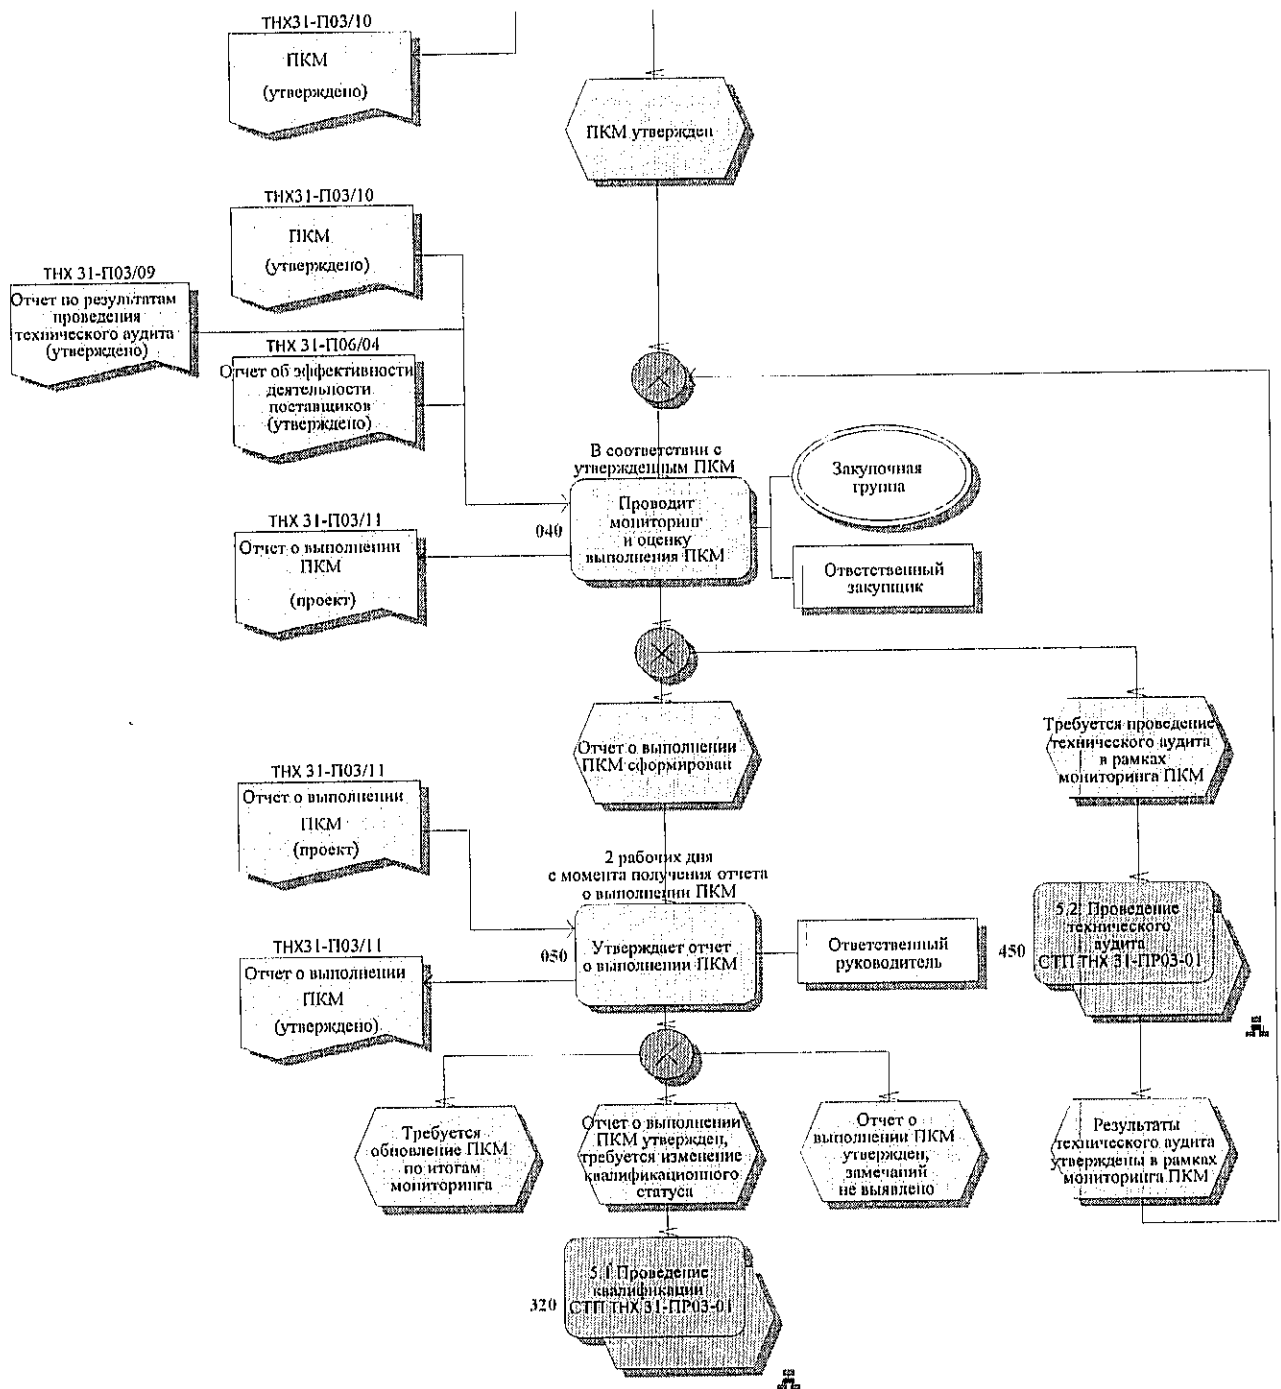 ТНХ31-П03/10
ПКМ
(утверждено)
ПКМ утвержден
ТНХ31-П03/10
ПКМ
(утверждено)
ТНХ 31-П03/09
Отчет по результатам
проведения
технического аудита
(утверждено)
ТНХ 31-П06/04
Отчет об эффективности
деятельности
поставщиков
(утверждено)
В соответствии с
утвержденным ПКМ
Закупочная
группа
040
Проводит
мониторинг
и оценку
выполнения ПКМ
ТНХ 31-П03/11
Отчет о выполнении
ПКМ
(проект)
Ответственный
закупщик
Отчет о выполнении
ПКМ сформирован
Требуется проведение
технического аудита
в рамках
мониторинга ПКМ
ТНХ 31-П03/11
Отчет о выполнении
ПКМ
(проект)
2 рабочих дня
с момента получения отчета
о выполнении ПКМ
050
Утверждает отчет
о выполнении ПКМ
Ответственный
руководитель
450
5.2. Проведение
технического
аудита
СТП ТНХ 31-ПР03-01
ТНХ31-П03/11
Отчет о выполнении
ПКМ
(утверждено)
Требуется
обновление ПКМ
по итогам
мониторинга
Отчет о выполнении
ПКМ утвержден,
требуется изменение
квалификационного
статуса
Отчет о
выполнении ПКМ
утвержден,
замечаний
не выявлено
Результаты
технического аудита
утверждены в рамках
мониторинга ПКМ
320
5.1 Проведение
квалификации
СТП ТНХ 31-ПР03-01